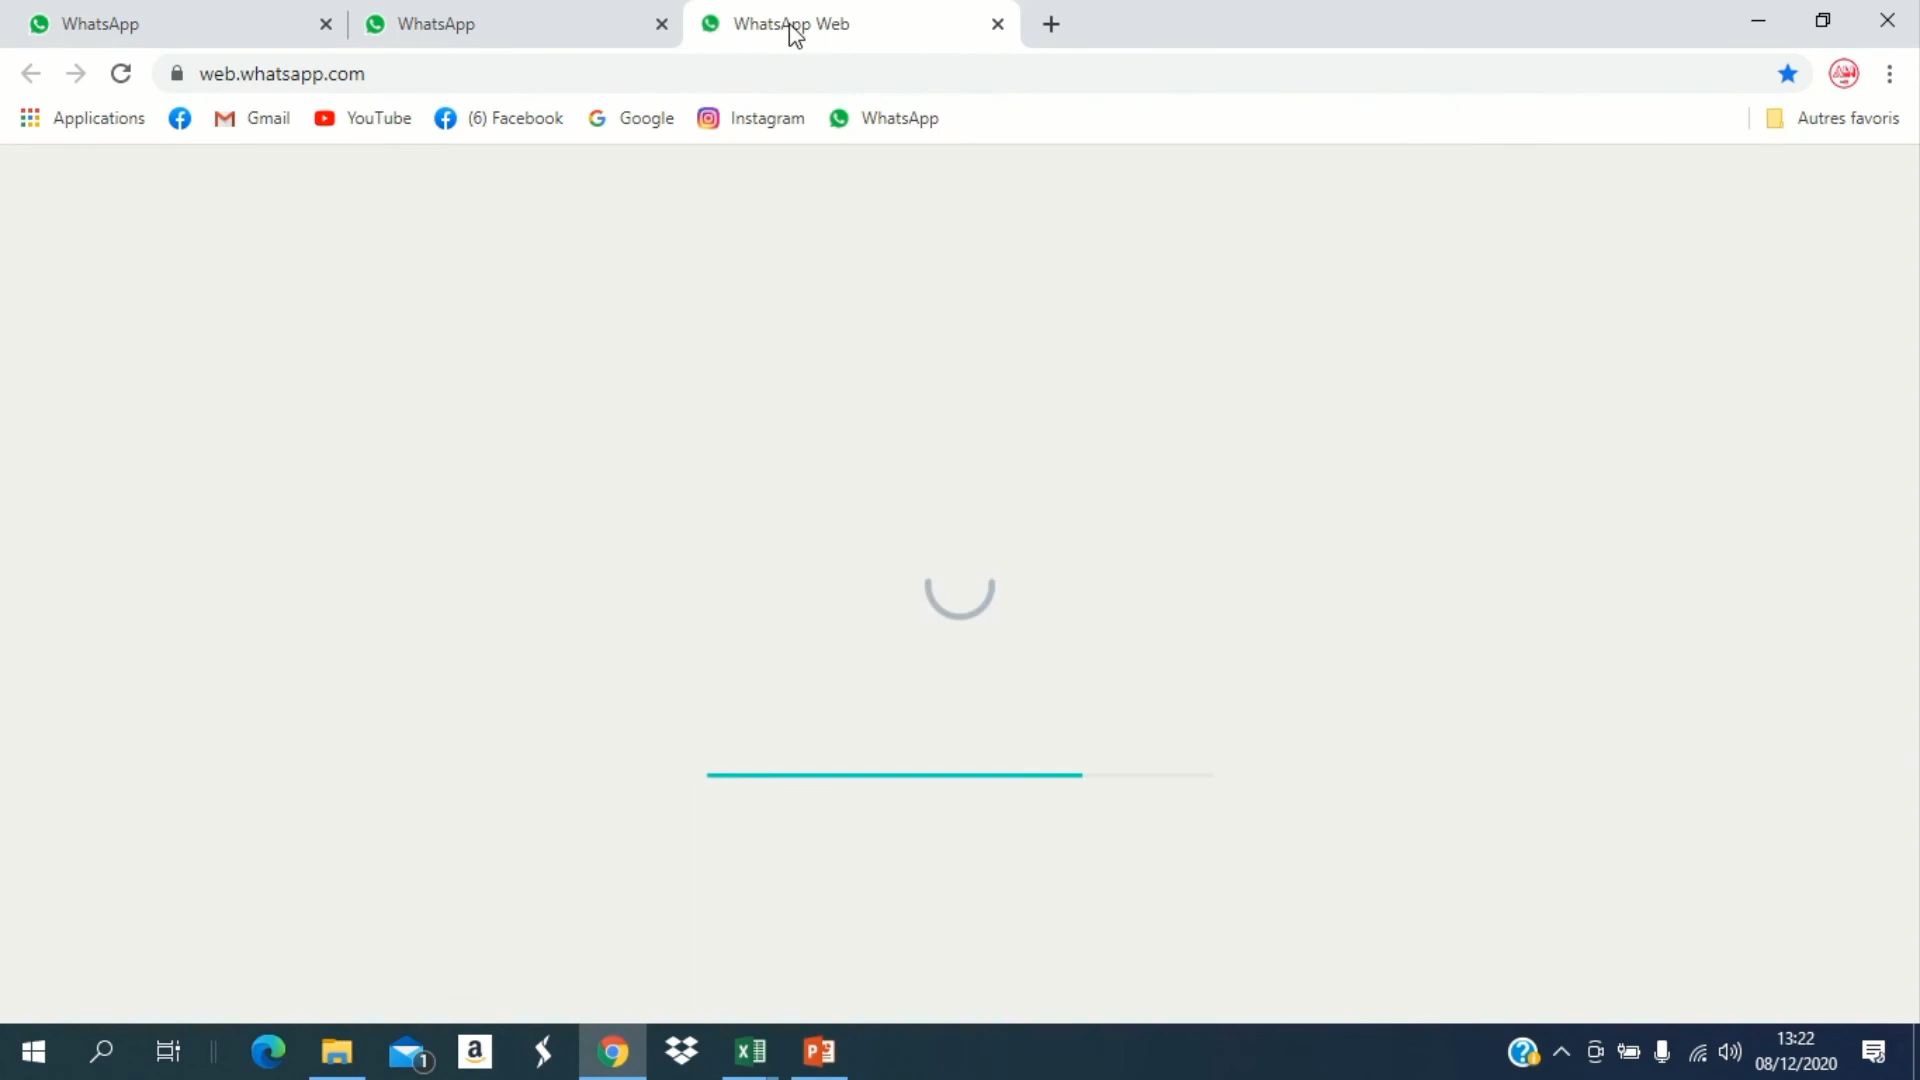 WhatsApp
WhatsApp
WhatsApp Web
web.whatsapp.com
Applications
Gmail
YouTube
(6) Facebook
Google
Instagram
WhatsApp
Autres favoris
1
13:22
08/12/2020